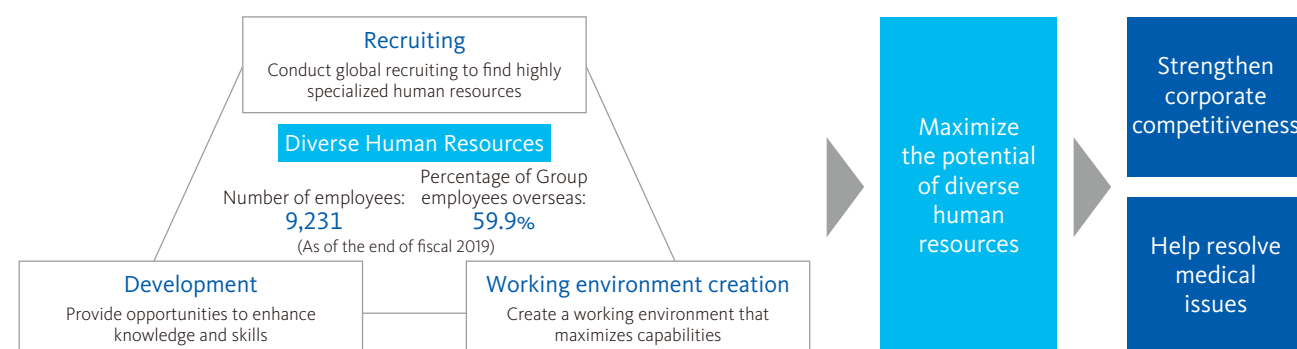 Recruiting
Conduct global recruiting to find highly
specialized human resources
Diverse Human Resources
Number of employees:
9,231
Percentage of Group
employees overseas:
59.9%
(As of the end of fiscal 2019)
Development
Provide opportunities to enhance
knowledge and skills
Working environment creation
Create a working environment that
maximizes capabilities
Maximize
the potential
of diverse
human
resources
Strengthen
corporate
competitiveness
Help resolve
medical
issues